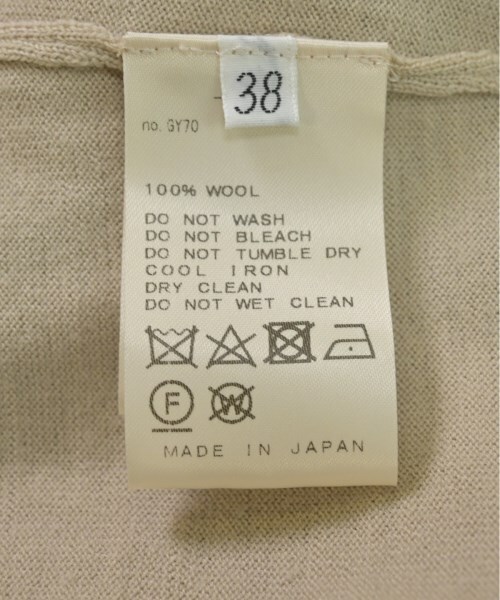 38
no. GY70
100% WOOL
DO NOT WASH
DO NOT BLEACH
DO NOT TUMBLE DRY
COOL IRON
DRY CLEAN
DO NOT WET CLEAN
F W
MADE IN JAPAN